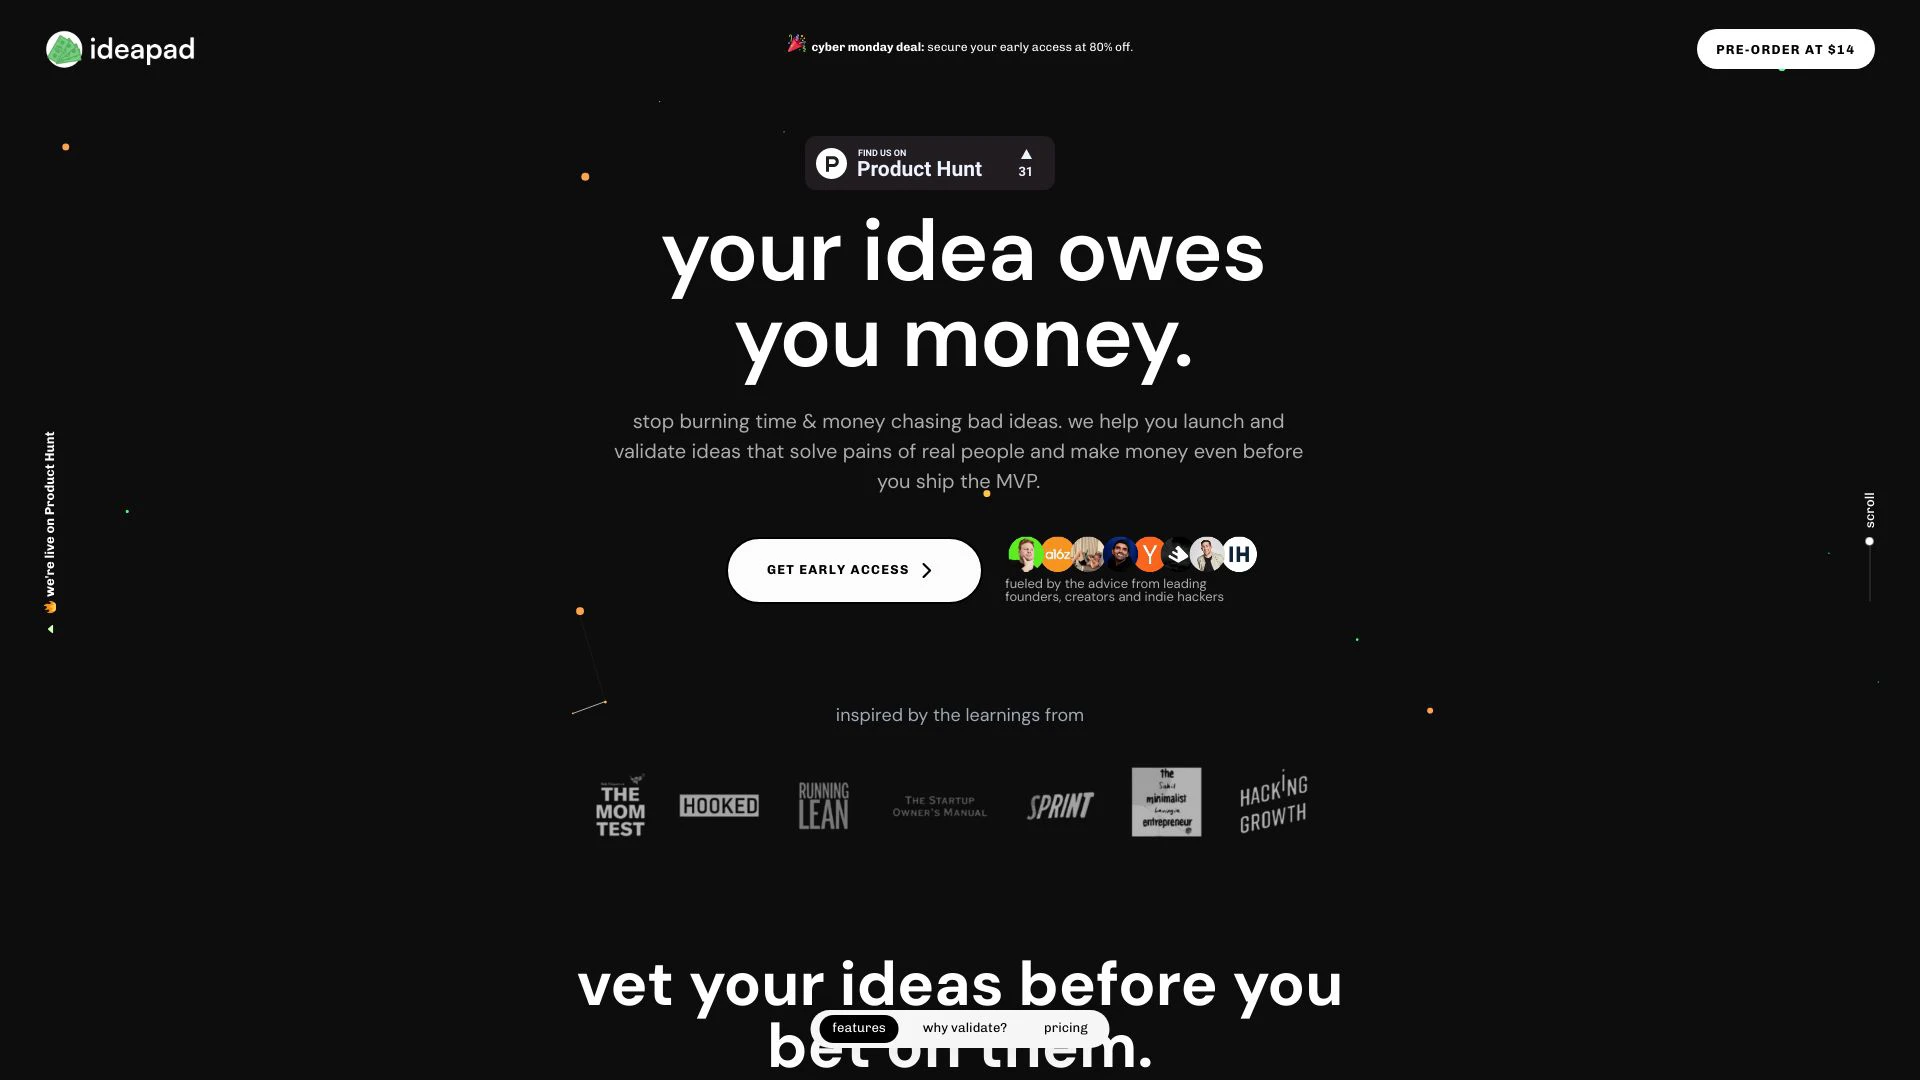 ideapad
cyber monday deal: secure your early access at 80% off.
PRE-ORDER AT $14
FIND US ON
Product Hunt
31
your idea owes
you money.
stop burning time & money chasing bad ideas. we help you launch and
validate ideas that solve pains of real people and make money even before
you ship the MVP.
we're live on Product Hunt
scroll
GET EARLY ACCESS
a16z
Y
IH
fueled by the advice from leading
founders, creators and indie hackers
inspired by the learnings from
THE
MOM
TEST
HOOKED
RUNNING
LEAN
THE STARTUP
OWNER'S MANUAL
SPRINT
the
Sahil
minimalist
Lavingia
entrepreneur
HACKING
GROWTH
vet your ideas before you
bet on them.
features
why validate?
pricing